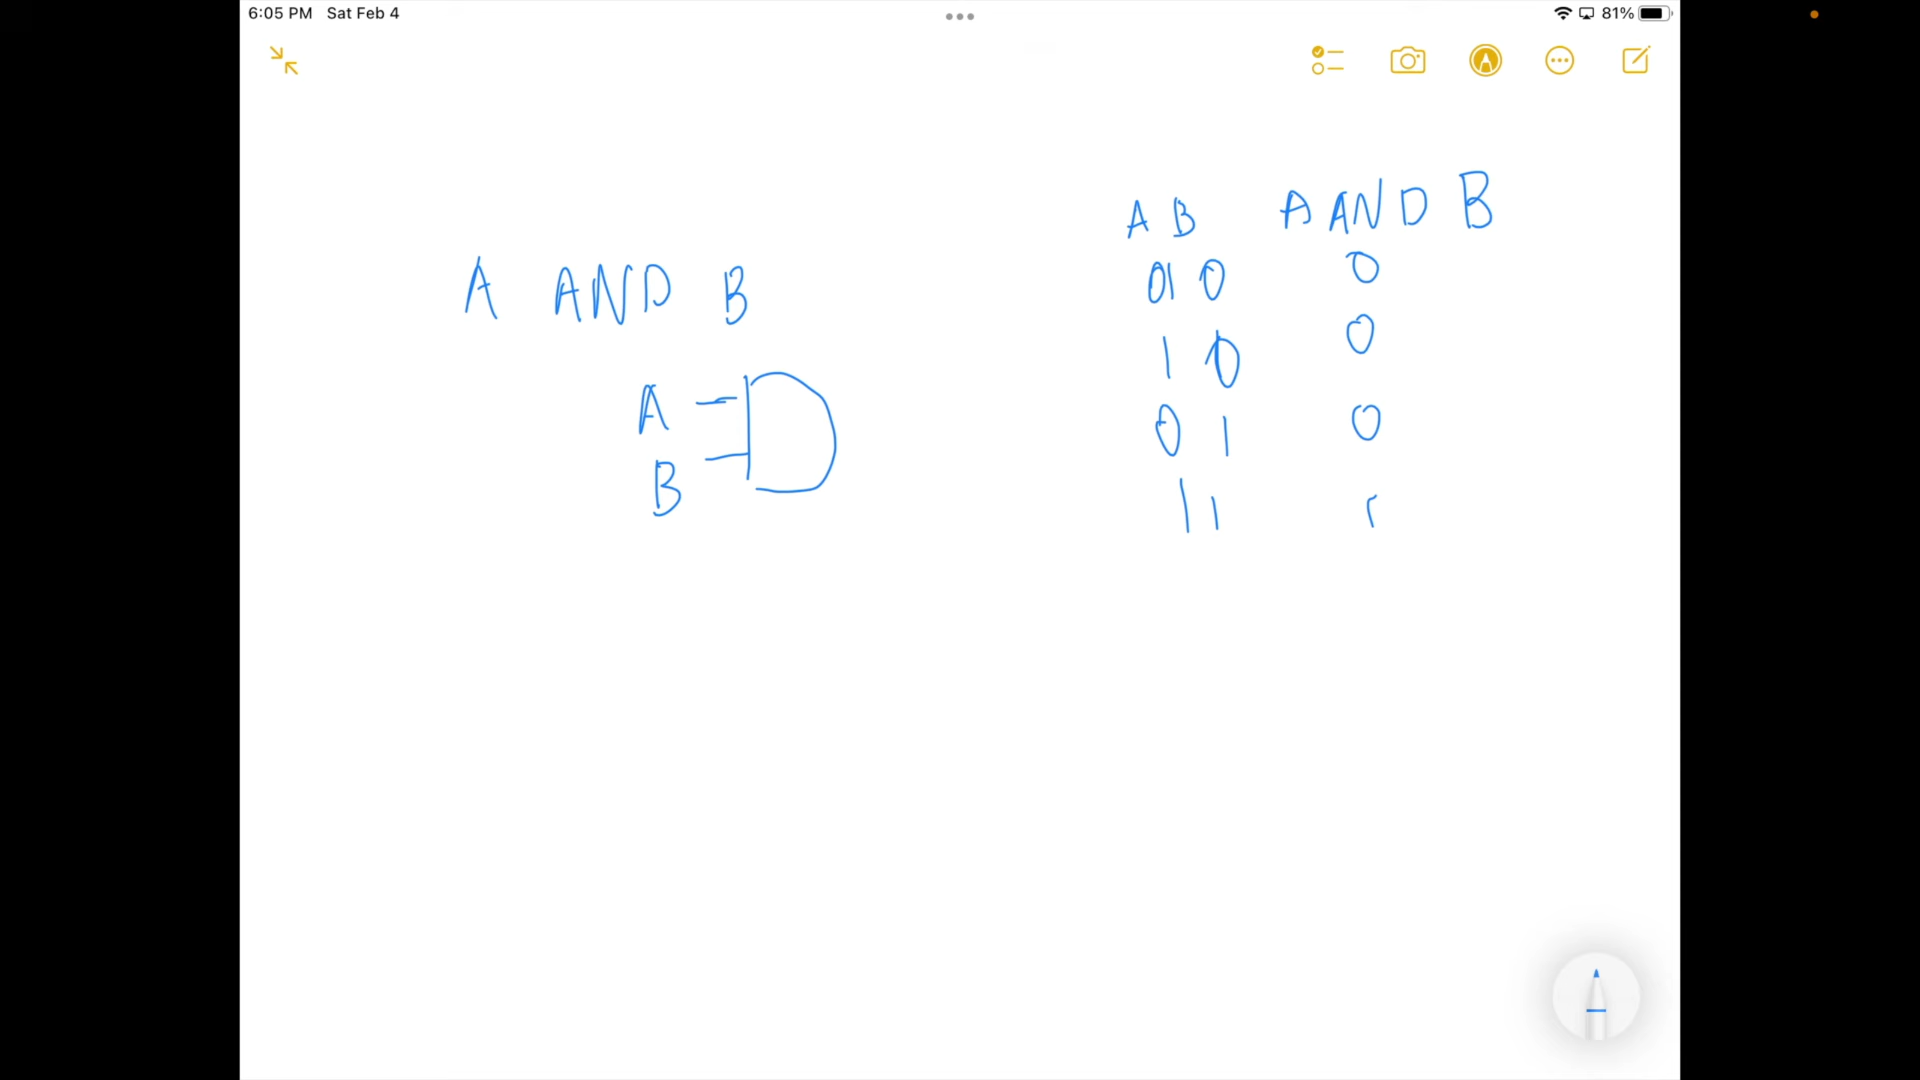 6:05 PM Sat Feb 4
81%
A B A AND B
A AND B
0 0 0
1 0 0
A
0 1 0
B
1 1